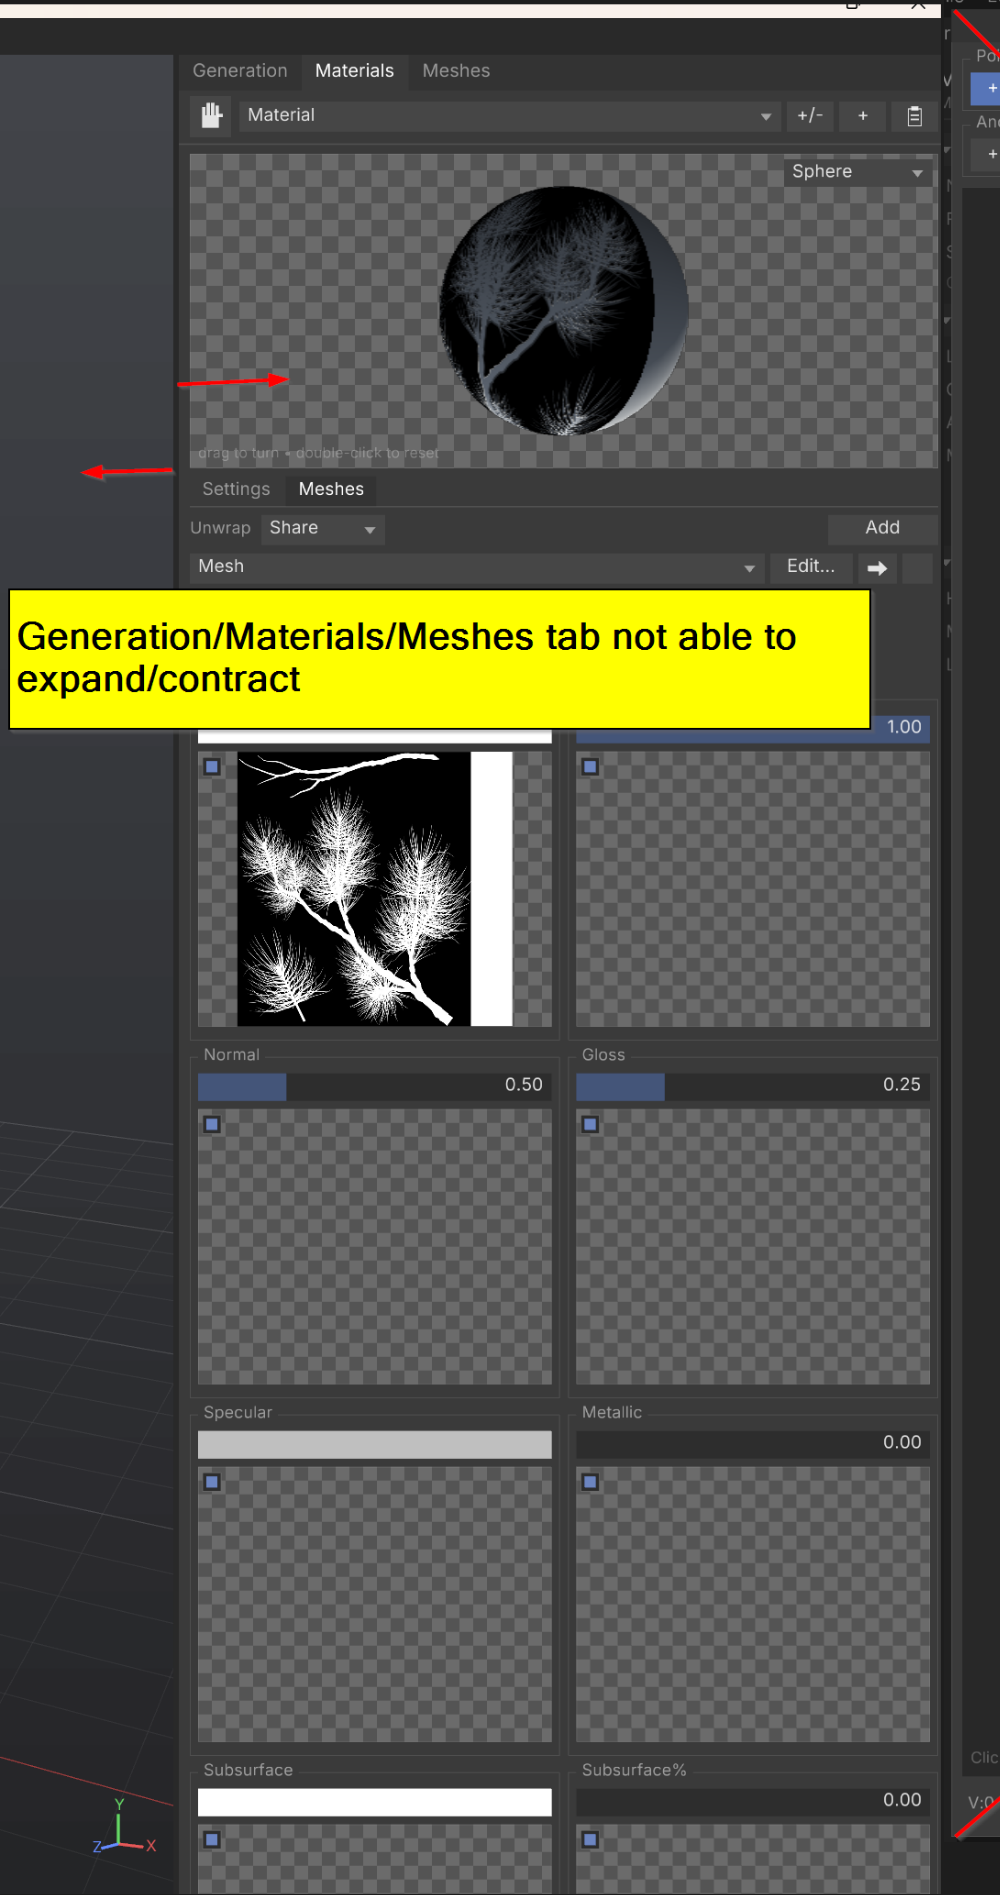 Generation Materials Meshes
Material +/- +
Sphere
drag to turn • double-click to reset
Settings Meshes
Unwrap Share Add
Mesh Edit...
Generation/Materials/Meshes tab not able to
expand/contract
1.00
Normal Gloss
0.50 0.25
Specular Metallic
0.00
Subsurface Subsurface%
0.00
Y
Z X
+
+